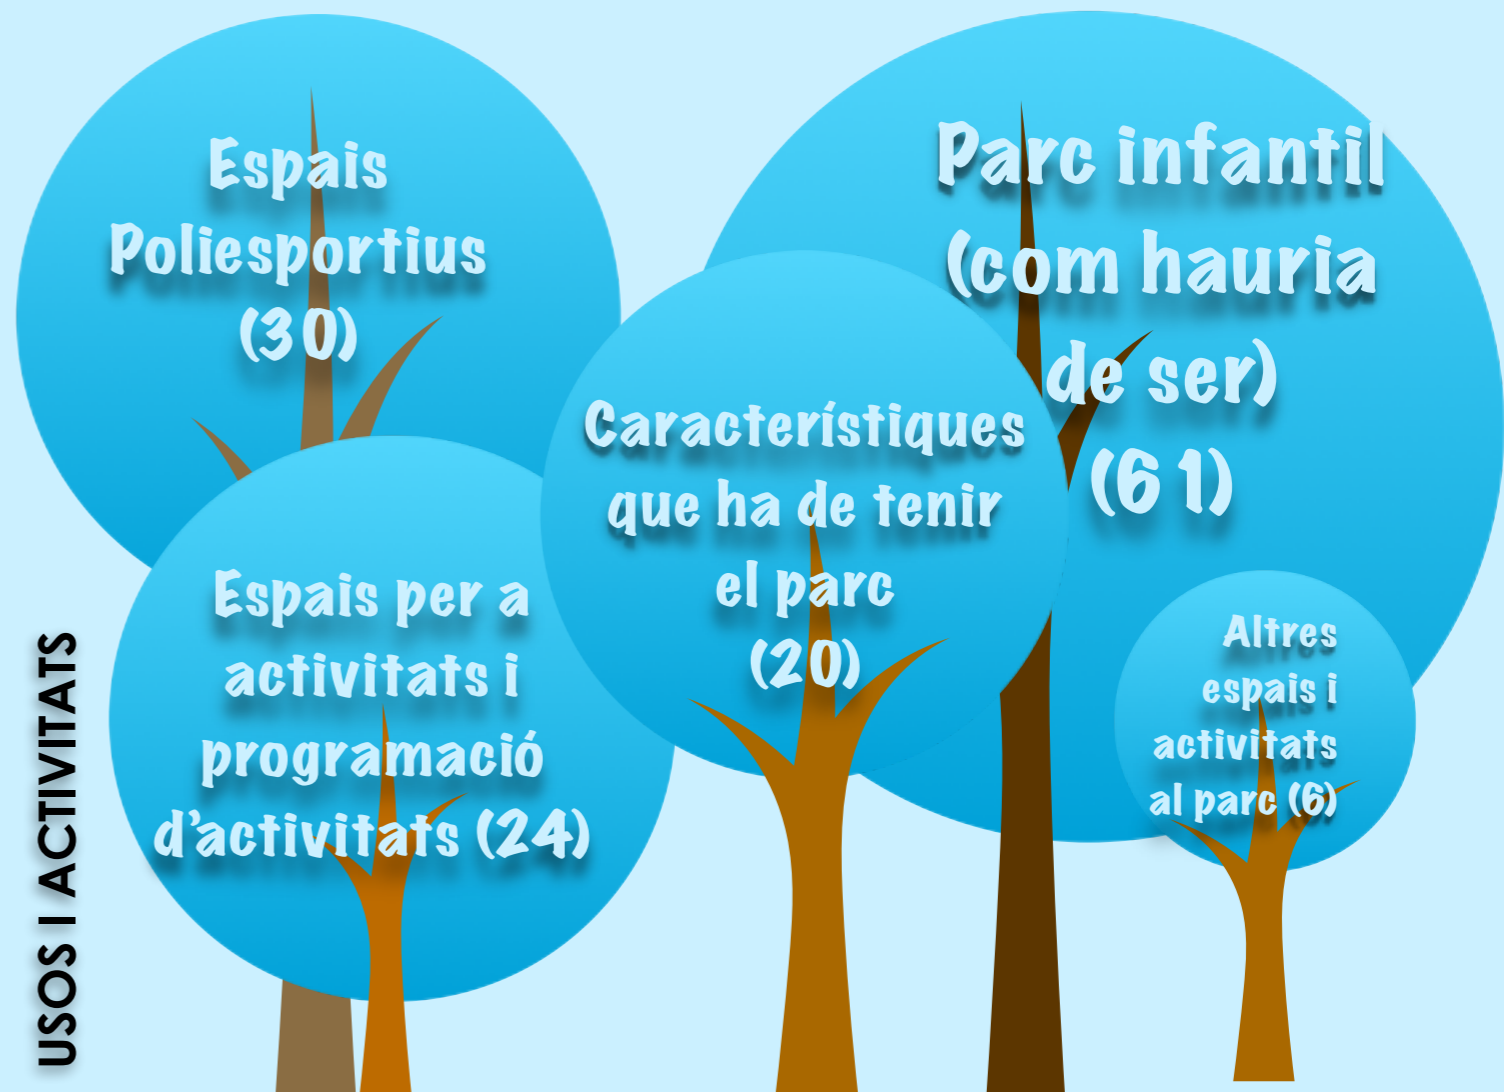 Espais
Poliesportius
(30)
Parc infantil
(com hauria
de ser)
(61)
Característiques
que ha de tenir
el parc
(20)
Espais per a
activitats i
programació
d'activitats (24)
Altres
espais i
activitats
al parc (6)
USOS I ACTIVITATS